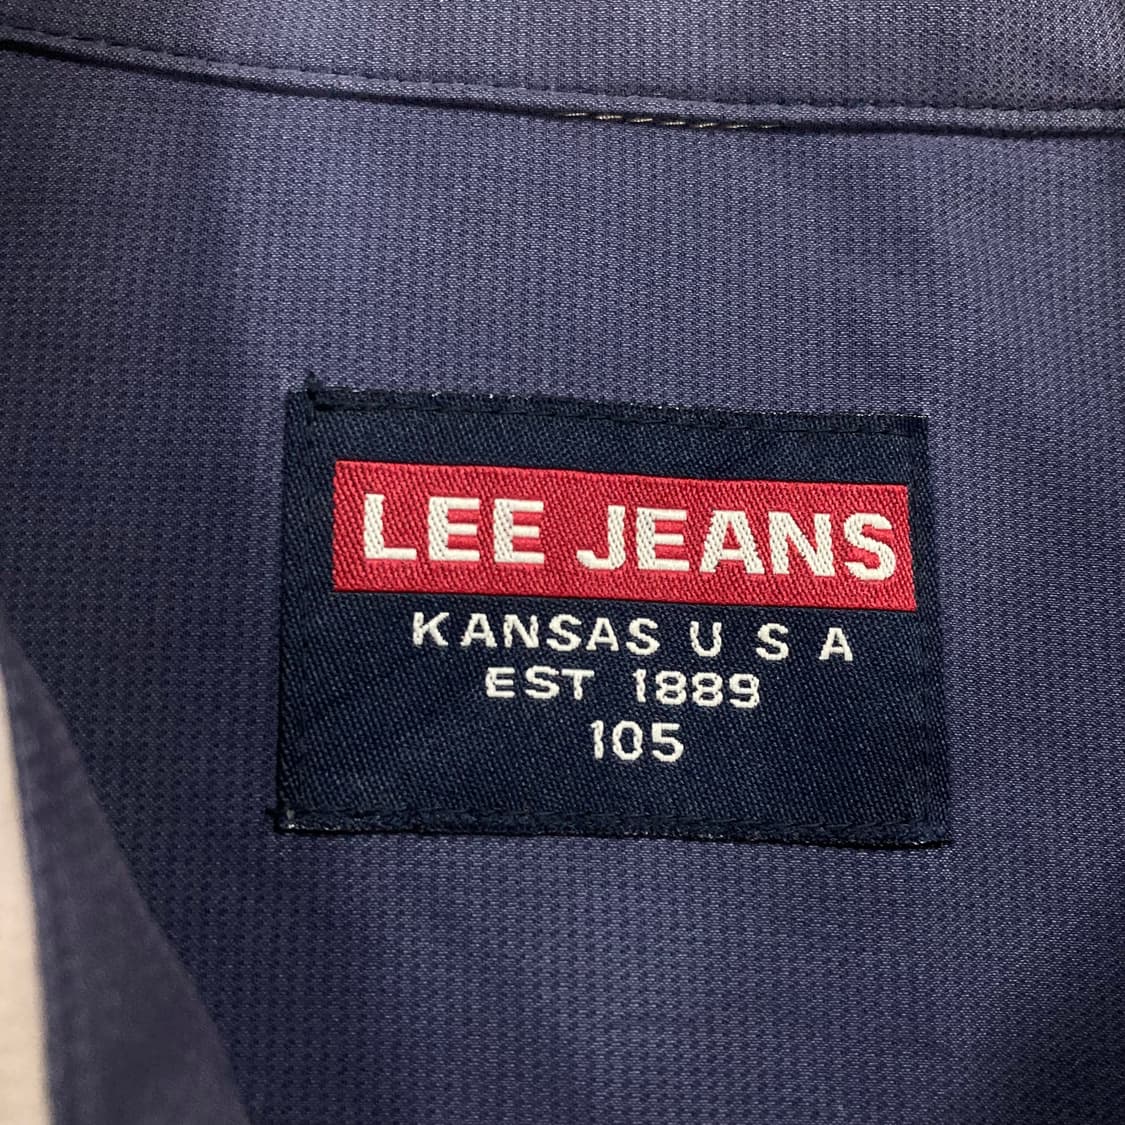 LEE JEANS
KANSAS U S A
EST 1889
105